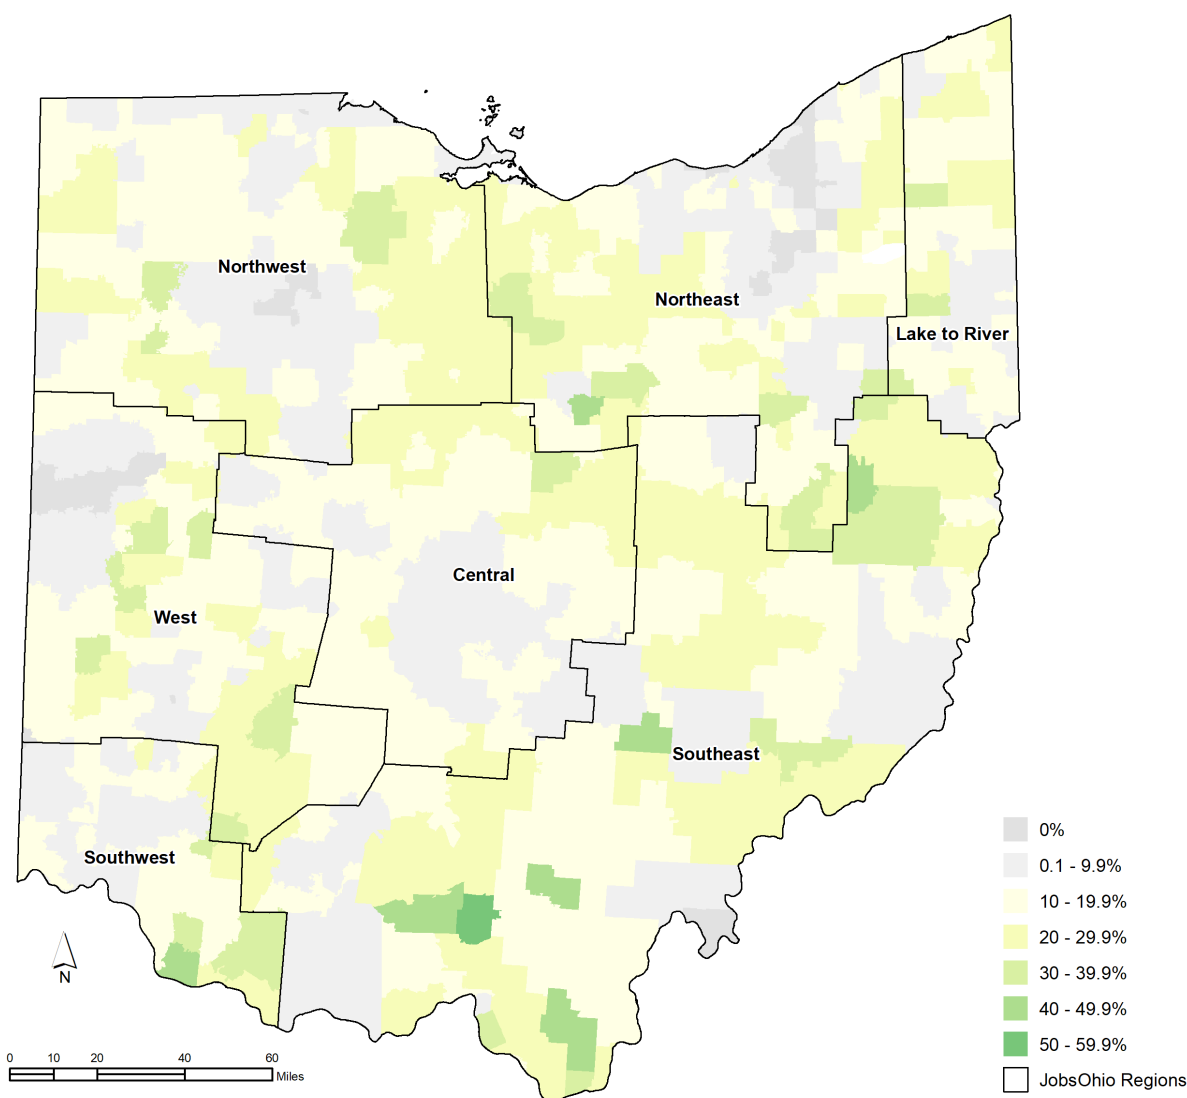 Northwest
Northeast
Lake to River
Central
West
Southeast
Southwest
N
0 10 20 40 60
Miles
0%
0.1 - 9.9%
10 - 19.9%
20 - 29.9%
30 - 39.9%
40 - 49.9%
50 - 59.9%
JobsOhio Regions